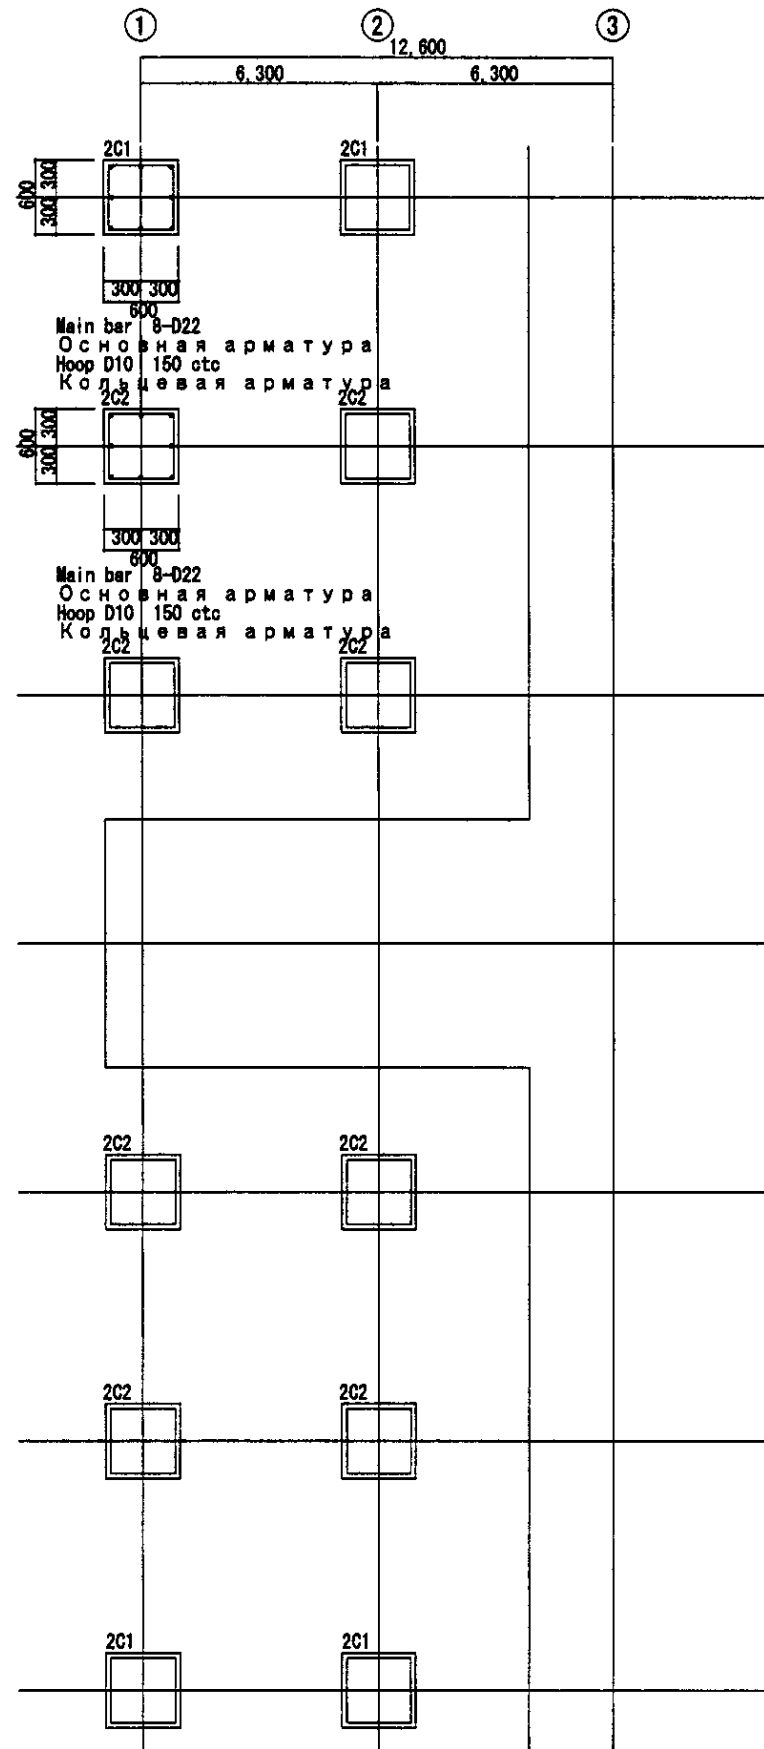 1 2 3
12,600
6,300 6,300
2C1 2C1
600 300 300
300 300
600
Main bar 8-D22
Основная арматура
Hoop D10 150 ctc
Кольцевая арматура
2C2 2C2
600 300 300
300 300
600
Main bar 8-D22
Основная арматура
Hoop D10 150 ctc
Кольцевая арматура
2C2 2C2
2C2 2C2
2C2 2C2
2C1 2C1